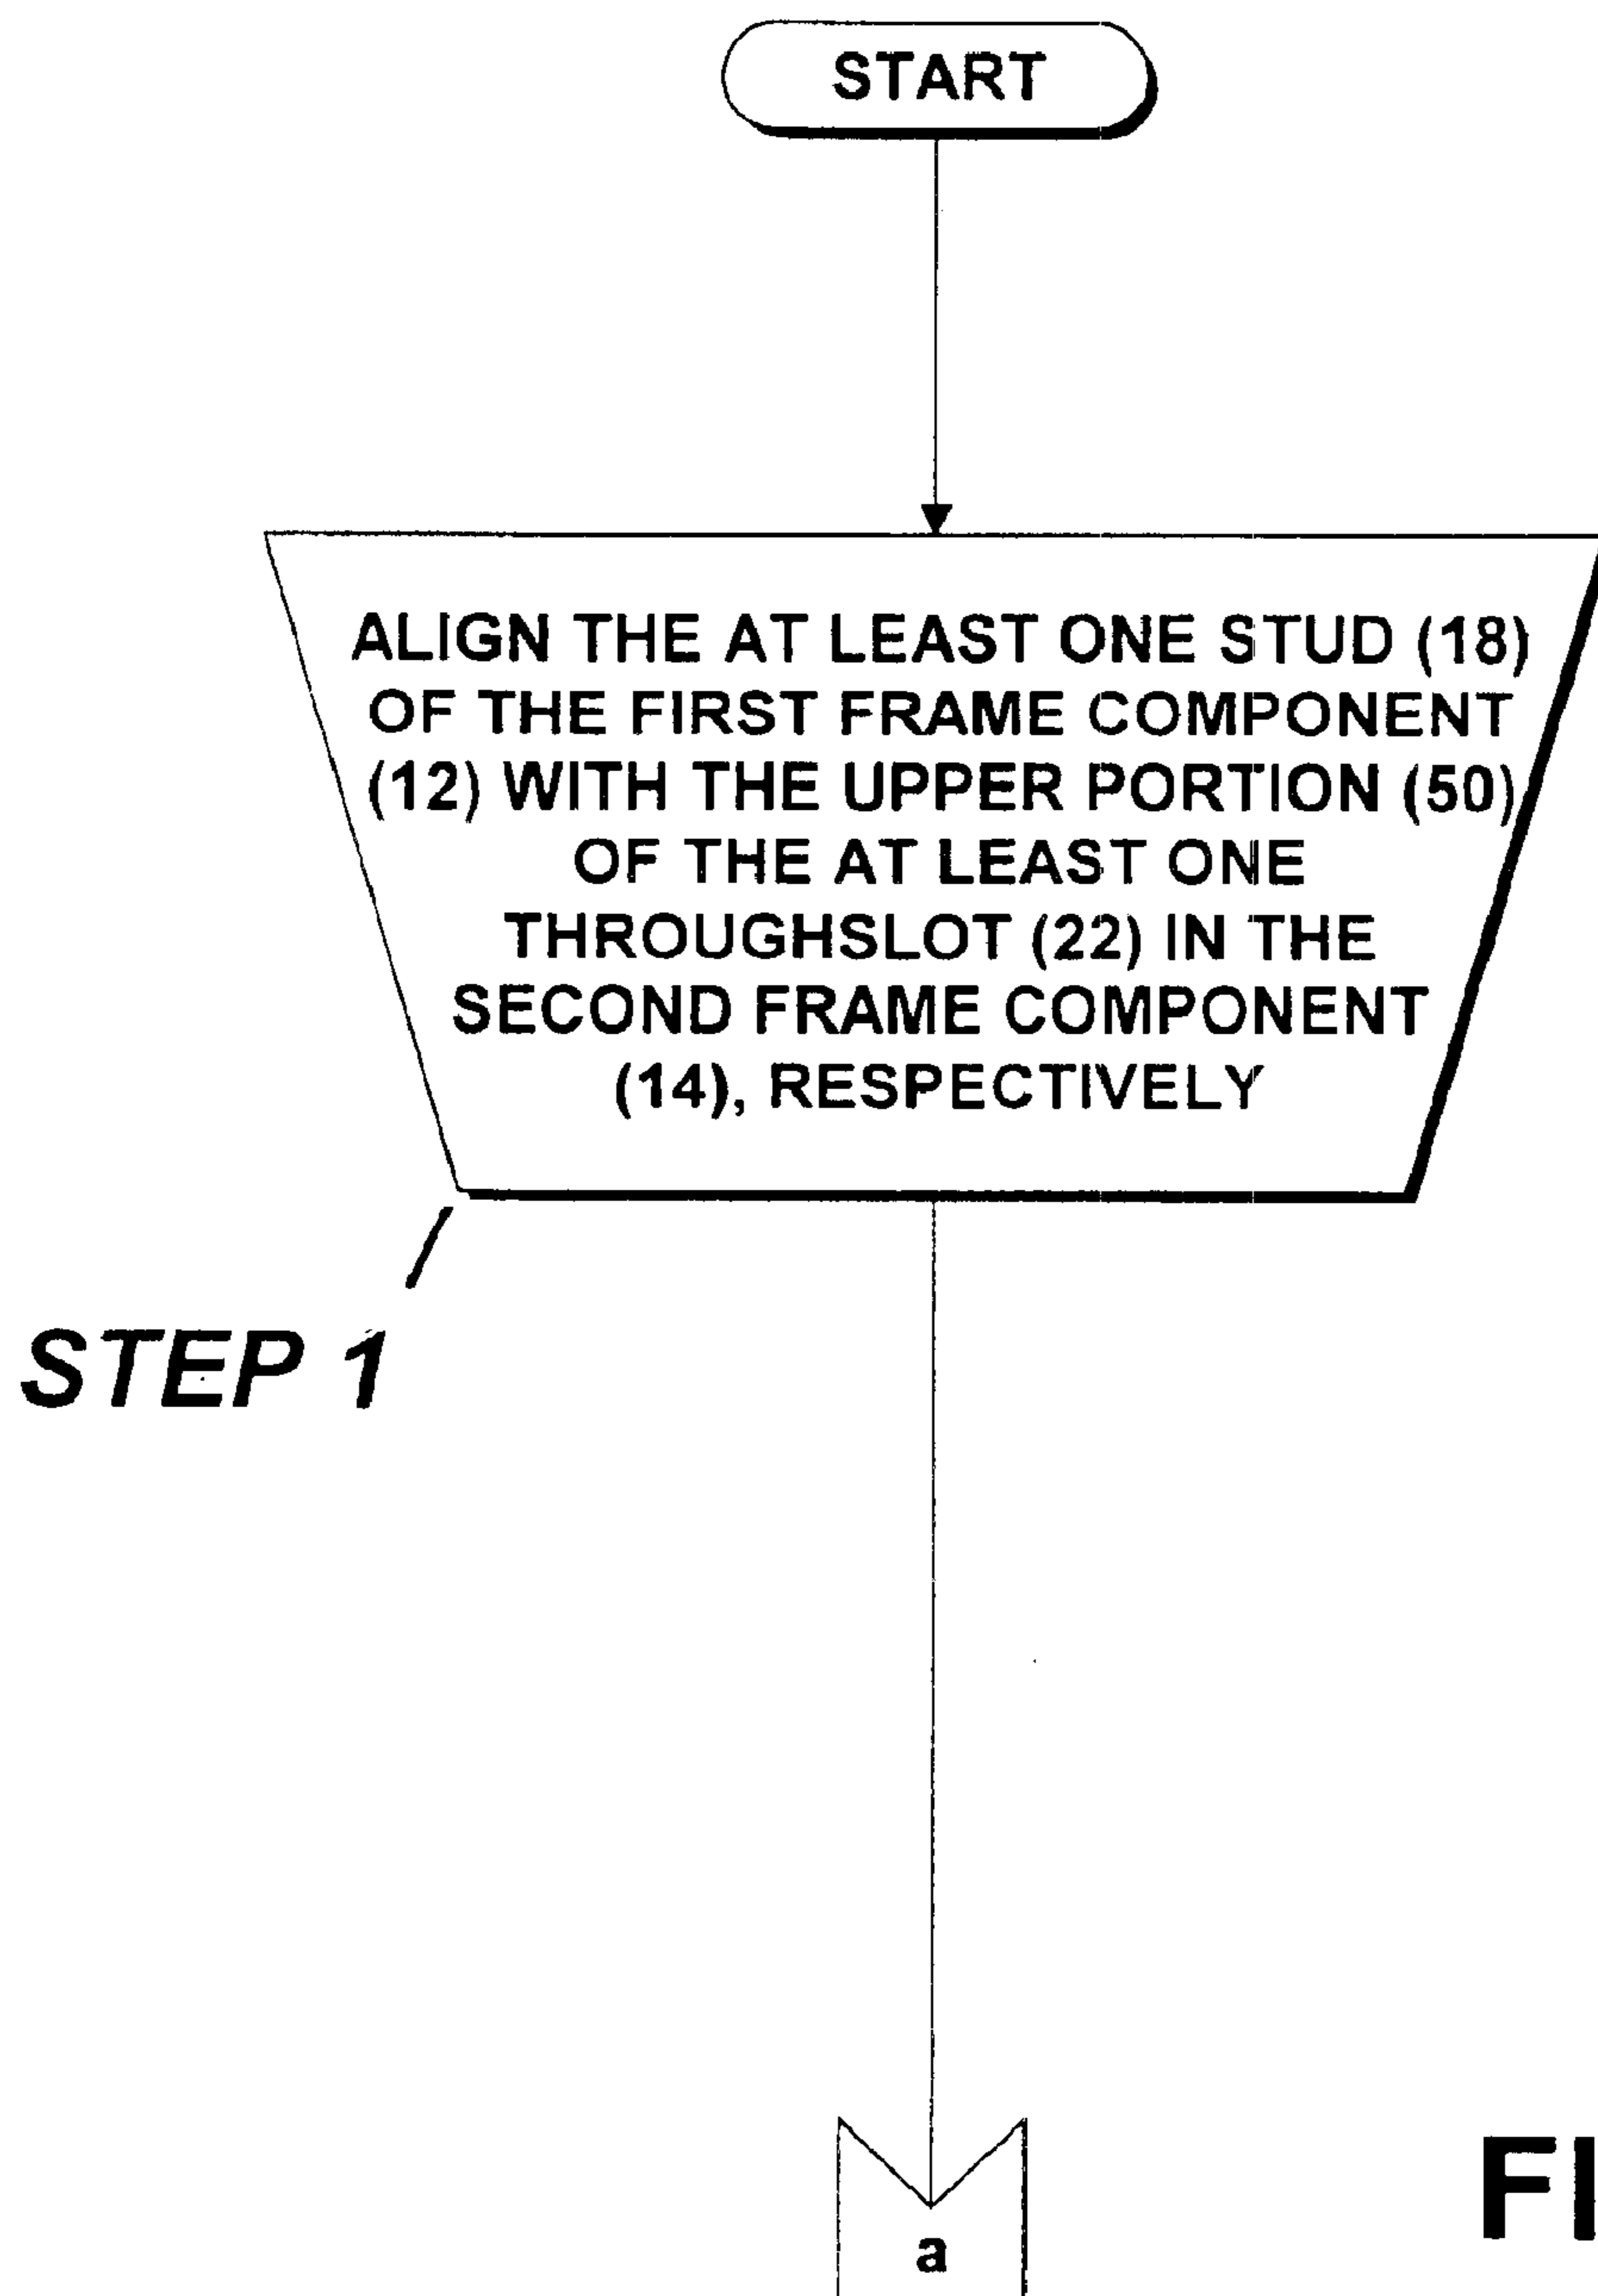 START
ALIGN THE AT LEAST ONE STUD (18)
OF THE FIRST FRAME COMPONENT
(12) WITH THE UPPER PORTION (50)
OF THE AT LEAST ONE
THROUGHSLOT (22) IN THE
SECOND FRAME COMPONENT
(14), RESPECTIVELY
STEP 1
a